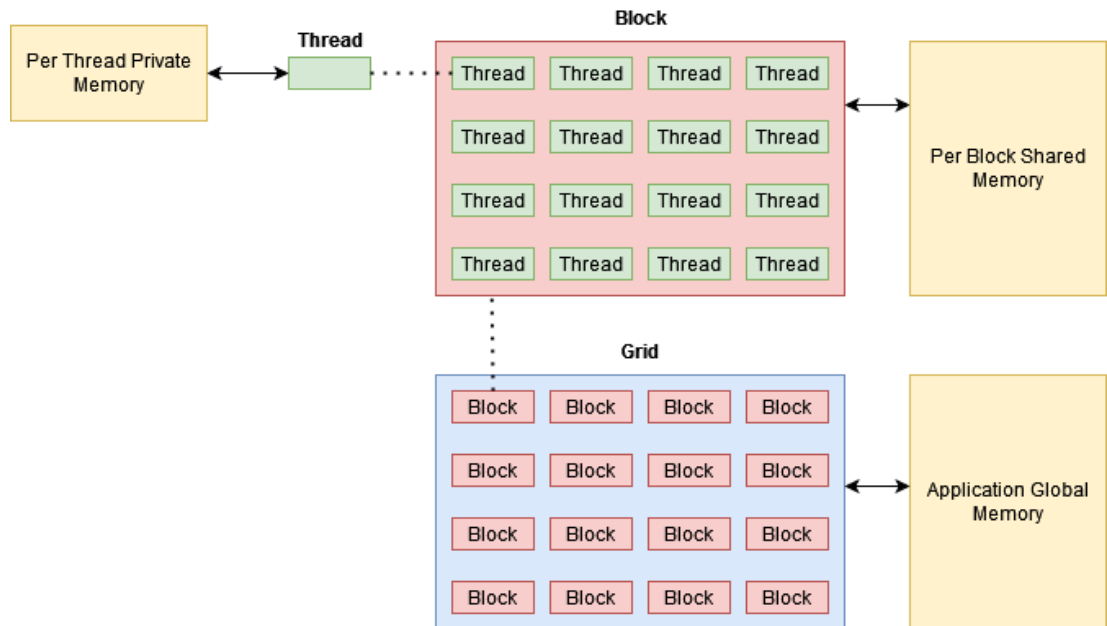 Block
Thread
Per Thread Private
Memory
Thread Thread Thread Thread
Thread Thread Thread Thread
Per Block Shared
Memory
Thread Thread Thread Thread
Thread Thread Thread Thread
Grid
Block Block Block Block
Block Block Block Block
Application Global
Memory
Block Block Block Block
Block Block Block Block